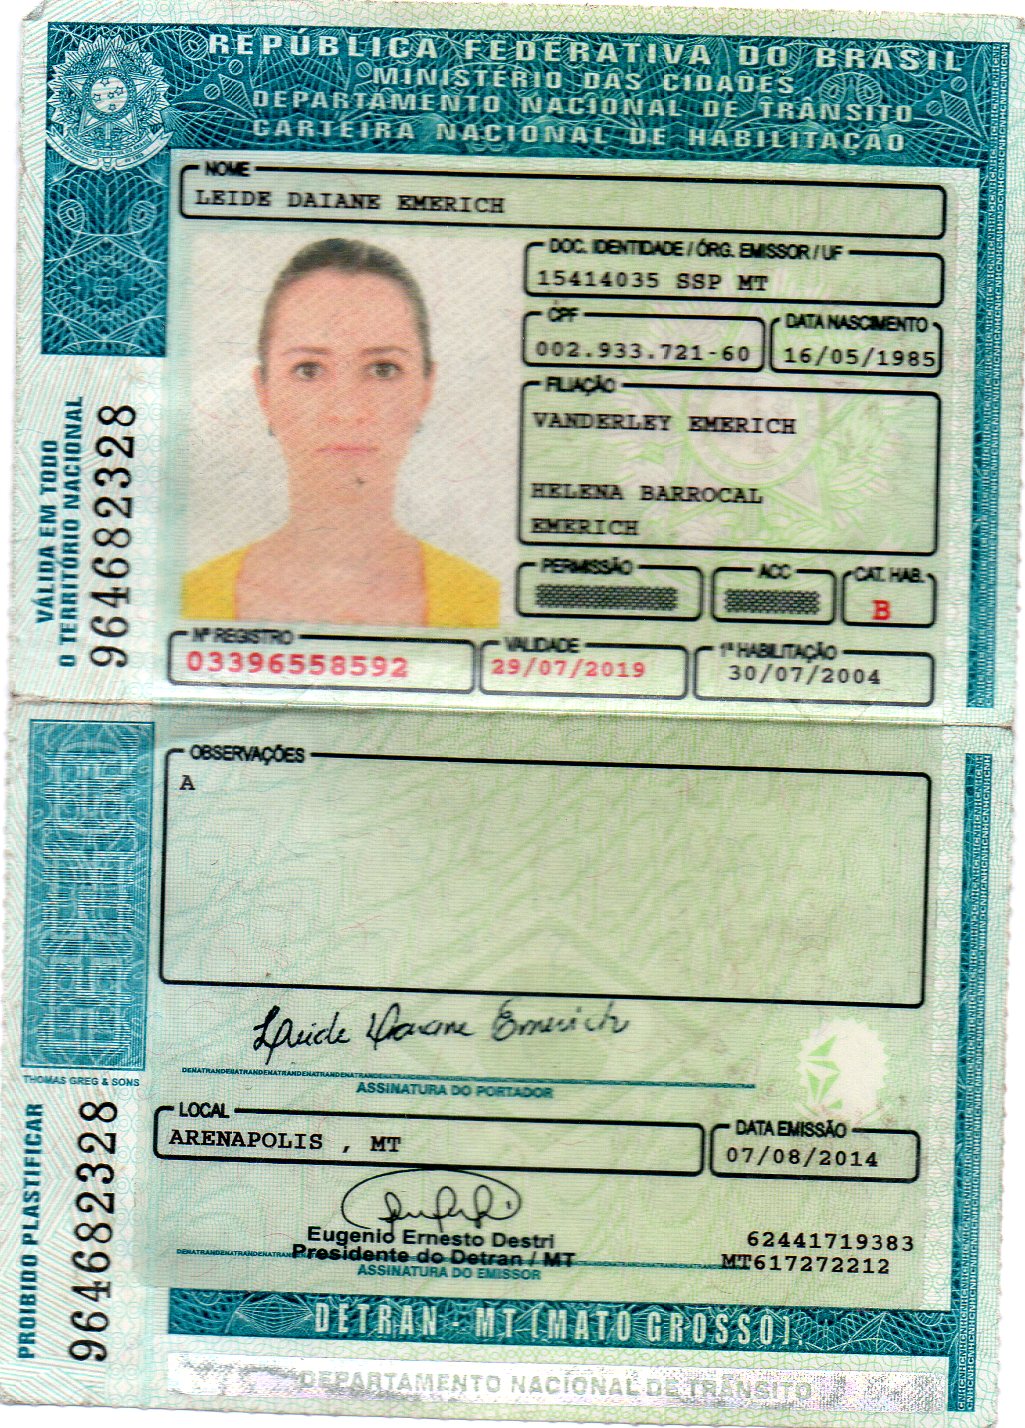 REPÚBLICA FEDERATIVA DO BRASIL
MINISTÉRIO DAS CIDADES
DEPARTAMENTO NACIONAL DE TRÂNSITO
CARTEIRA NACIONAL DE HABILITAÇÃO
NOME
LEIDE DAIANE EMERICH
DOC. IDENTIDADE / ÓRG. EMISSOR / UF
15414035 SSP MT
CPF
002.933.721-60
DATA NASCIMENTO
16/05/1985
FILIAÇÃO
VANDERLEY EMERICH
HELENA BARROCAL
EMERICH
PERMISSÃO
ACC
CAT. HAB.
B
Nº REGISTRO
03396558592
VALIDADE
29/07/2019
1ª HABILITAÇÃO
30/07/2004
VÁLIDA EM TODO
O TERRITÓRIO NACIONAL
964682328
OBSERVAÇÕES
A
Leide Daiane Emerich
ASSINATURA DO PORTADOR
THOMAS GREG & SONS
PROIBIDO PLASTIFICAR
964682328
LOCAL
ARENAPOLIS , MT
DATA EMISSÃO
07/08/2014
Eugenio Ernesto Destri
Presidente do Detran / MT
ASSINATURA DO EMISSOR
62441719383
MT617272212
DETRAN - MT (MATO GROSSO)
DEPARTAMENTO NACIONAL DE TRÂNSITO